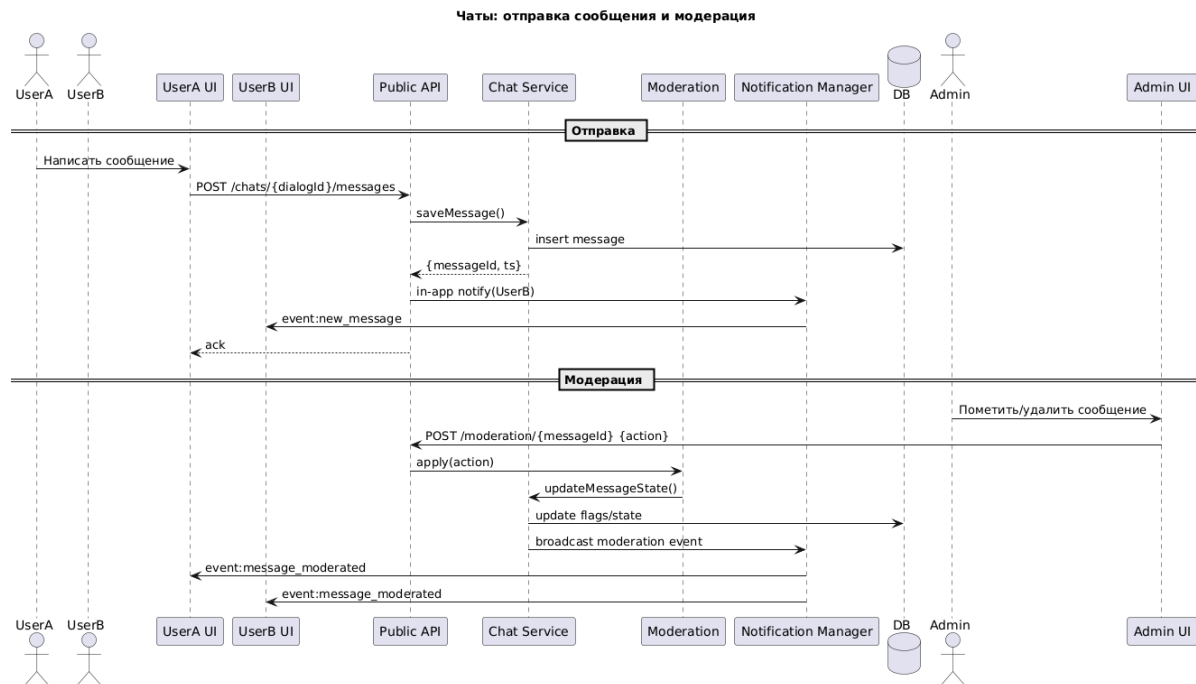 Чаты: отправка сообщения и модерация
UserA UserB UserA UI UserB UI Public API Chat Service Moderation Notification Manager DB Admin Admin UI
Отправка
Написать сообщение
POST /chats/{dialogId}/messages
saveMessage()
insert message
{messageId, ts}
in-app notify(UserB)
event:new_message
ack
Модерация
Пометить/удалить сообщение
POST /moderation/{messageId} {action}
apply(action)
updateMessageState()
update flags/state
broadcast moderation event
event:message_moderated
event:message_moderated
UserA UserB UserA UI UserB UI Public API Chat Service Moderation Notification Manager DB Admin Admin UI